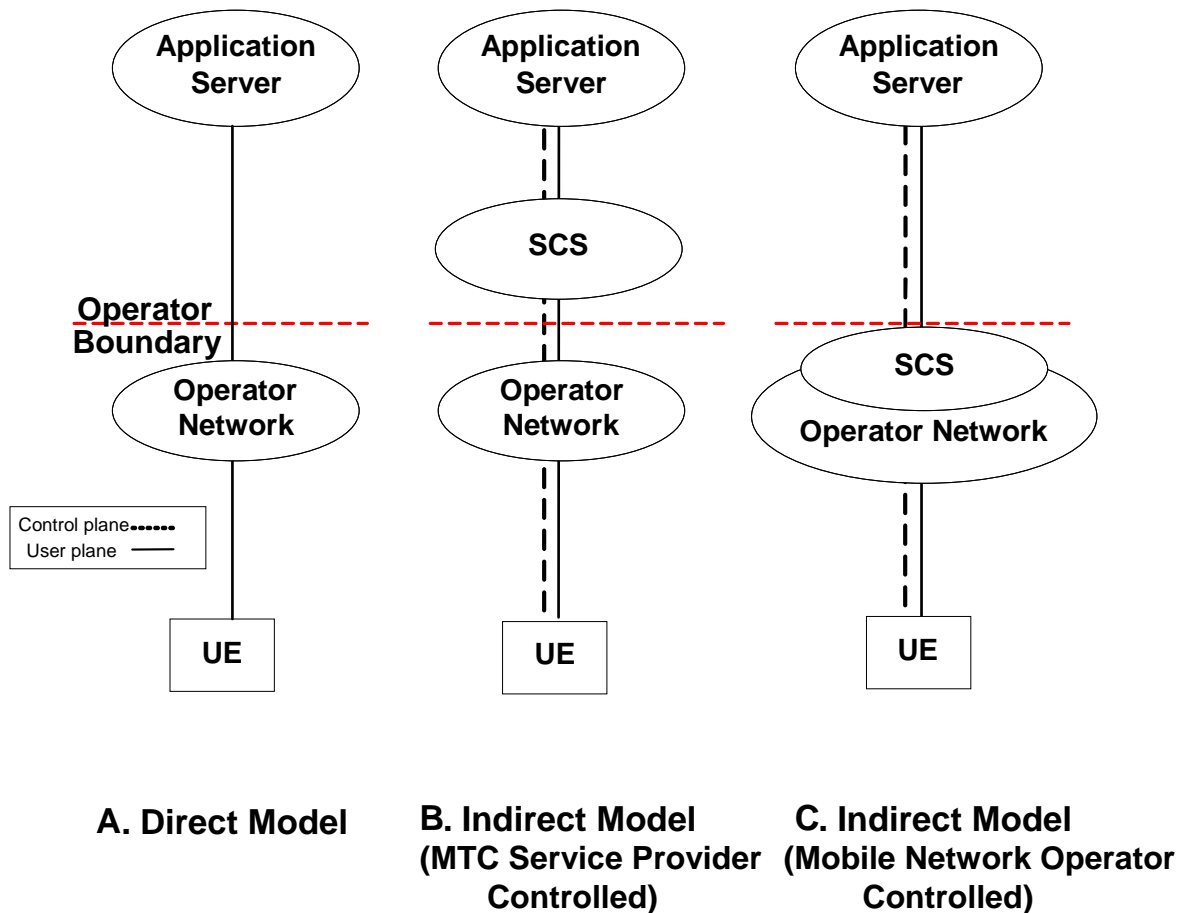 Application
Server
Application
Server
Application
Server
SCS
Operator
Boundary
SCS
Operator
Network
Operator
Network
Operator Network
Control plane
User plane
UE
UE
UE
A. Direct Model
B. Indirect Model
(MTC Service Provider
Controlled)
C. Indirect Model
(Mobile Network Operator
Controlled)